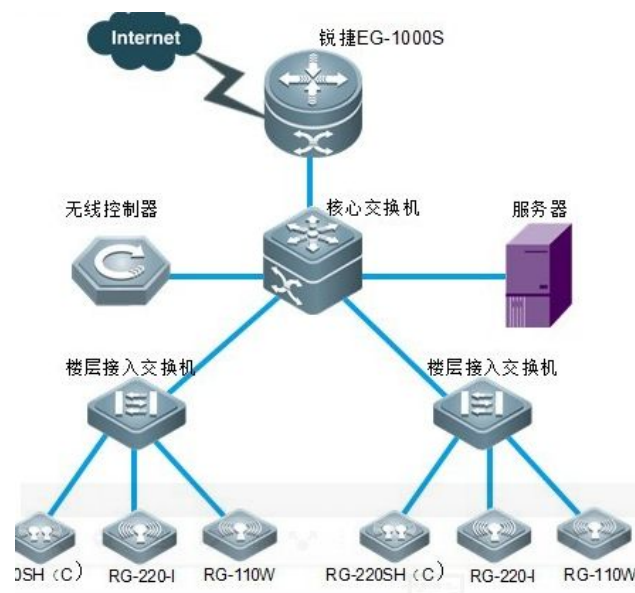 Internet
锐捷EG-1000S
无线控制器
核心交换机
服务器
楼层接入交换机
楼层接入交换机
0SH（C）
RG-220-I
RG-110W
RG-220SH（C）
RG-220-I
RG-110W